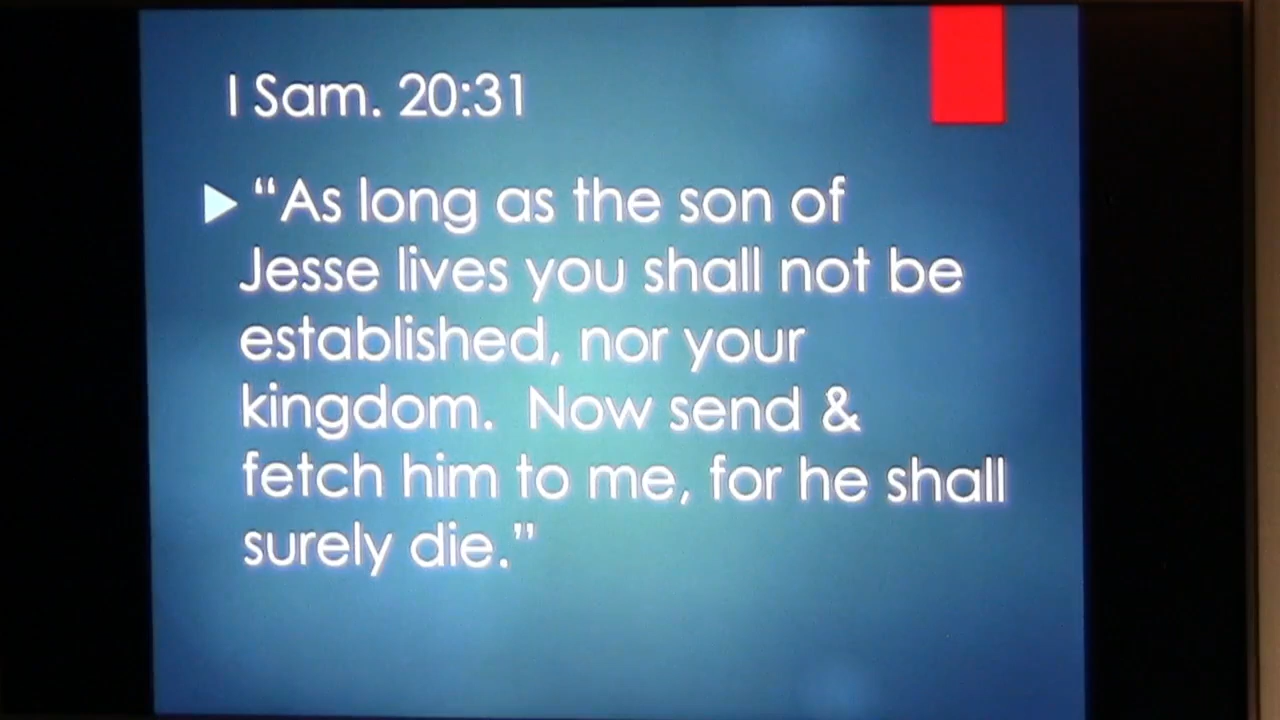 I Sam. 20:31
“As long as the son of
Jesse lives you shall not be
established, nor your
kingdom.  Now send &
fetch him to me, for he shall
surely die.”